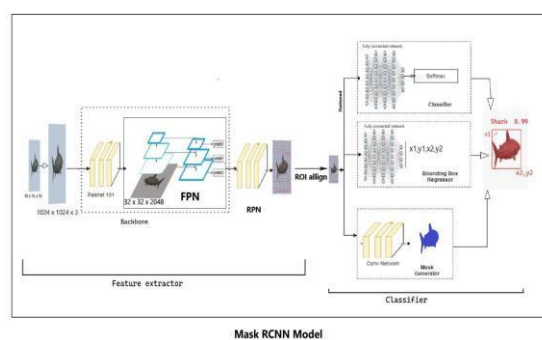 1024 x 1024 x 3
Resnet 101
32 x 32 x 2048
FPN
Backbone
RPN
Feature extractor
ROI allign
Fully connected network
Softmax
Classifier
Fully connected network
x1,y1,x2,y2
Bounding Box
Regressor
Conv Network
Mask
Generator
Classifier
Shark 0.99
x1
x2,y2
Mask RCNN Model